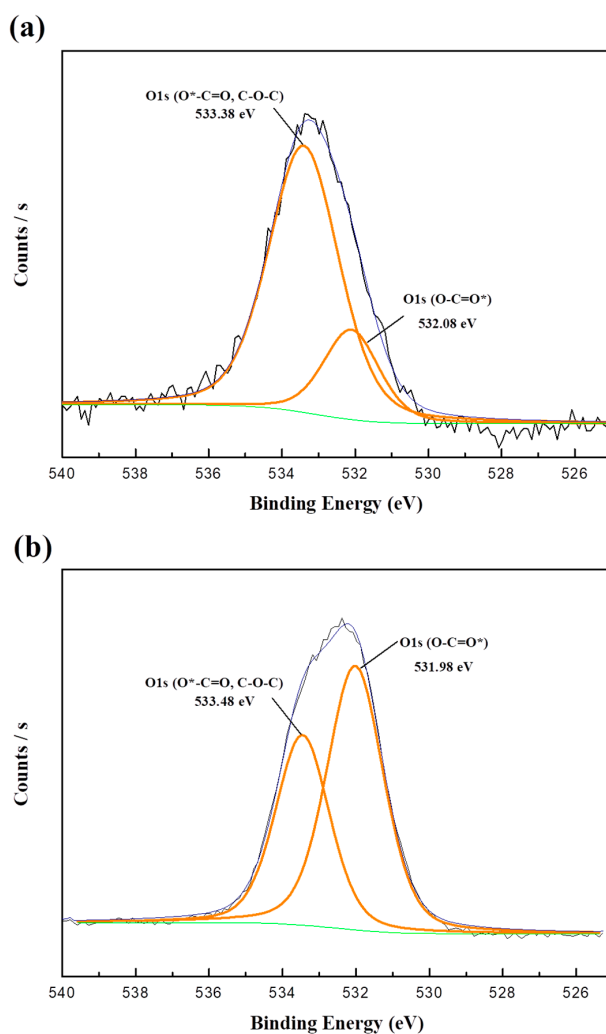 (a)
O1s (O*-C=O, C-O-C)
533.38 eV
O1s (O-C=O*)
532.08 eV
Counts / s
540 538 536 534 532 530 528 526
Binding Energy (eV)
(b)
O1s (O-C=O*)
531.98 eV
O1s (O*-C=O, C-O-C)
533.48 eV
Counts / s
540 538 536 534 532 530 528 526
Binding Energy (eV)